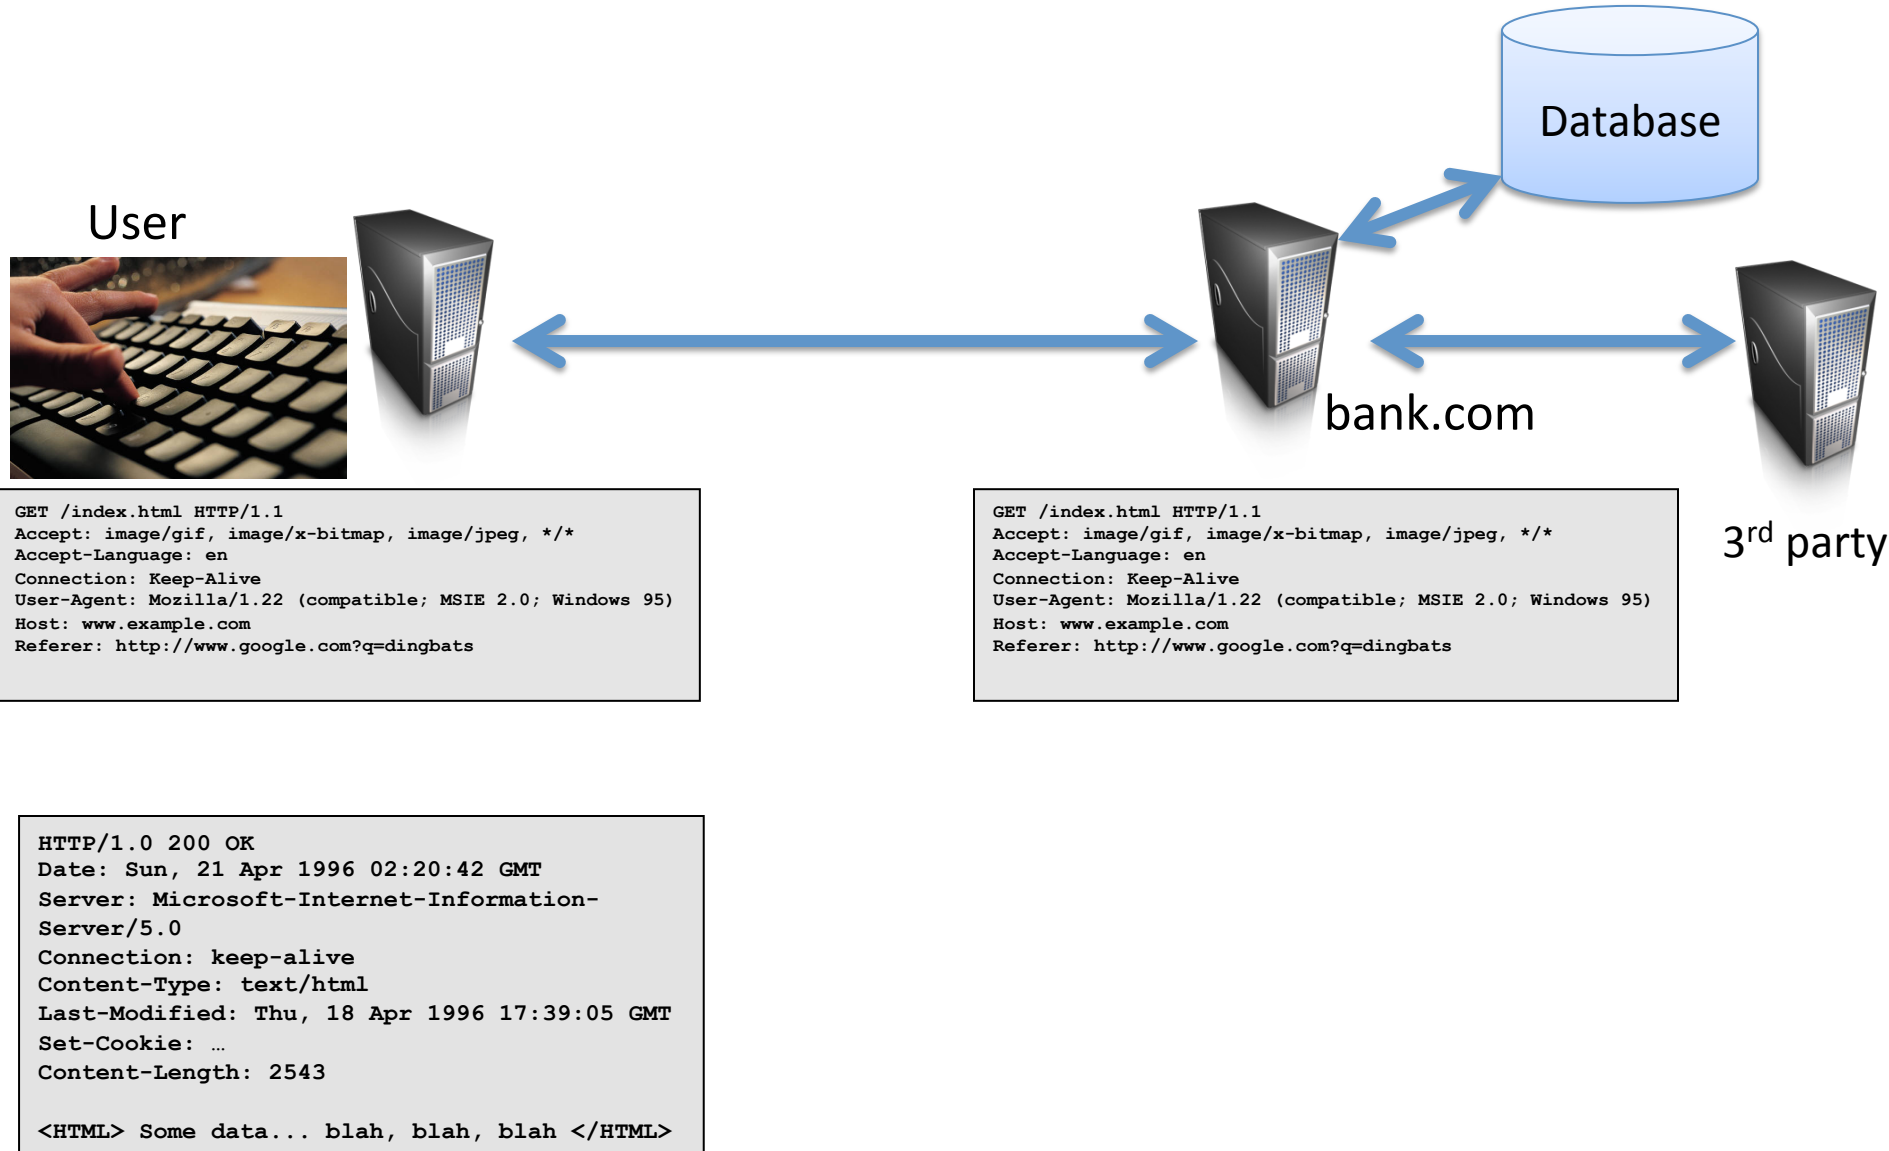 Database
User
bank.com
3rd party
GET /index.html HTTP/1.1
Accept: image/gif, image/x-bitmap, image/jpeg, */*
Accept-Language: en
Connection: Keep-Alive
User-Agent: Mozilla/1.22 (compatible; MSIE 2.0; Windows 95)
Host: www.example.com
Referer: http://www.google.com?q=dingbats
GET /index.html HTTP/1.1
Accept: image/gif, image/x-bitmap, image/jpeg, */*
Accept-Language: en
Connection: Keep-Alive
User-Agent: Mozilla/1.22 (compatible; MSIE 2.0; Windows 95)
Host: www.example.com
Referer: http://www.google.com?q=dingbats
HTTP/1.0 200 OK
Date: Sun, 21 Apr 1996 02:20:42 GMT
Server: Microsoft-Internet-Information-
Server/5.0
Connection: keep-alive
Content-Type: text/html
Last-Modified: Thu, 18 Apr 1996 17:39:05 GMT
Set-Cookie: …
Content-Length: 2543
<HTML> Some data... blah, blah, blah </HTML>